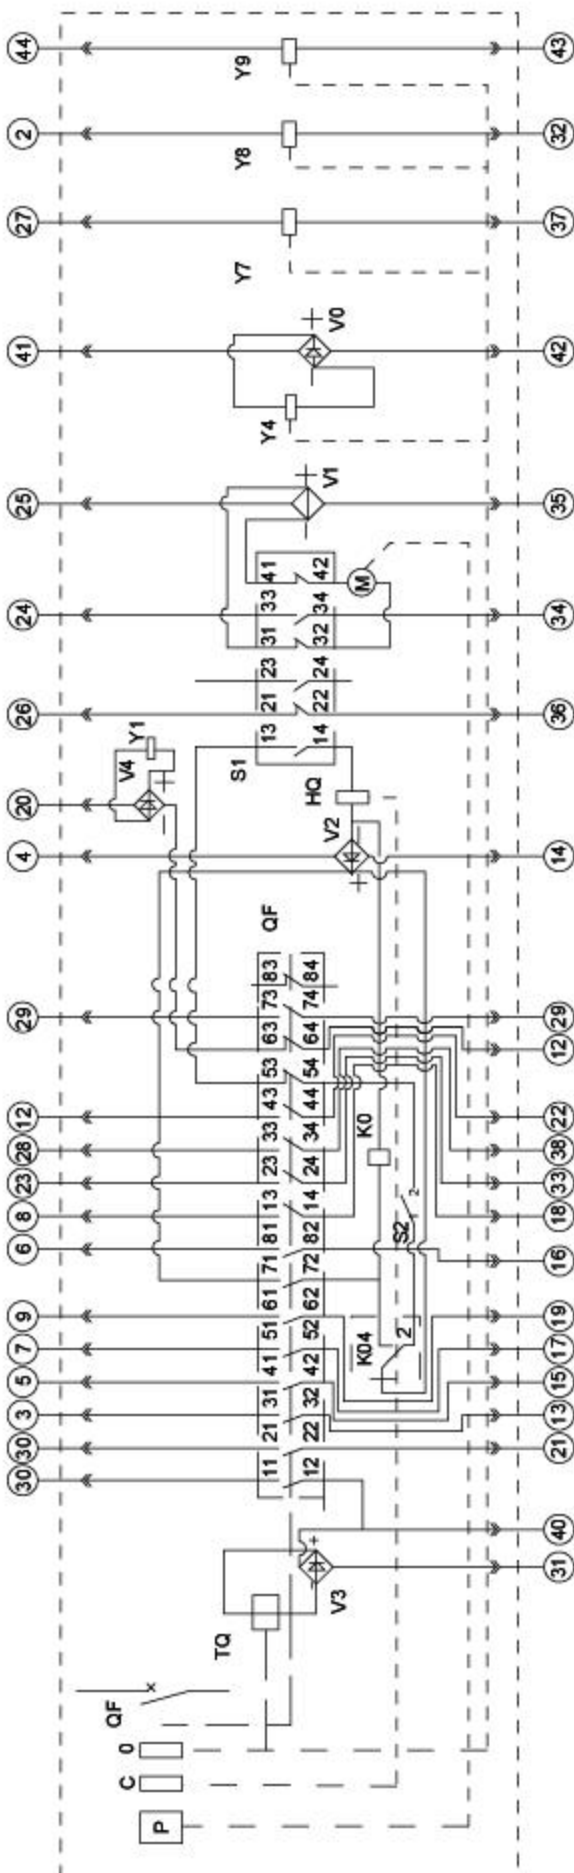 30 30 3 5 7 9 6 8 23 28 12 29 4 20 26 24 25 41 27 2 44
P C 0 QF
V4 Y1
TQ
S1
QF
Y4 Y7 Y8 Y9
11 21 31 41 51 61 71 81 13 23 33 43 53 63 73 83
13 21 23 31 33 41
12 22 32 42 52 62 72 82 14 24 34 44 54 64 74 84
14 22 24 32 34 42
+
V3
HQ
V2 + −
V1
V0
M
K04 K0
S2
2 2
31 40 21 13 15 17 19 16 18 33 38 22 12 29 14 36 34 35 42 37 32 43